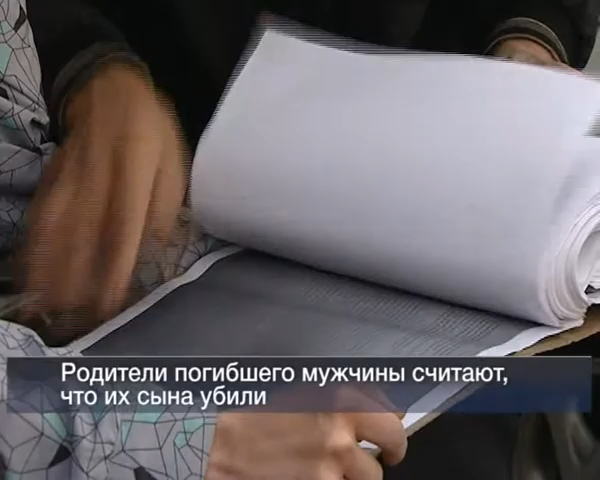 Родители погибшего мужчины считают,
что их сына убили